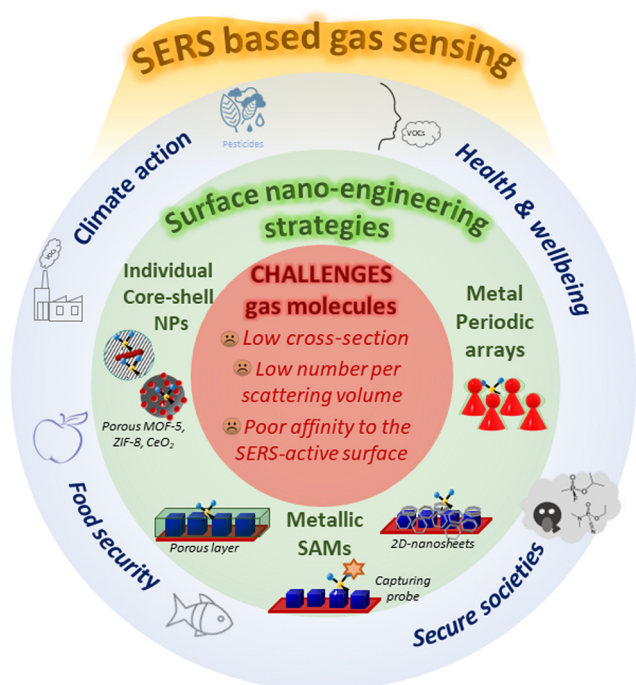 SERS based gas sensing
Pesticides
VOCs
Climate action
Health & wellbeing
VOCs
Surface nano-engineering
strategies
Individual
Core-shell
NPs
CHALLENGES
gas molecules
Low cross-section
Low number per
scattering volume
Poor affinity to the
SERS-active surface
Metal
Periodic
arrays
Porous MOF-5,
ZIF-8, CeO₂
Food security
Porous layer
Metallic
SAMs
2D-nanosheets
Capturing
probe
Secure societies